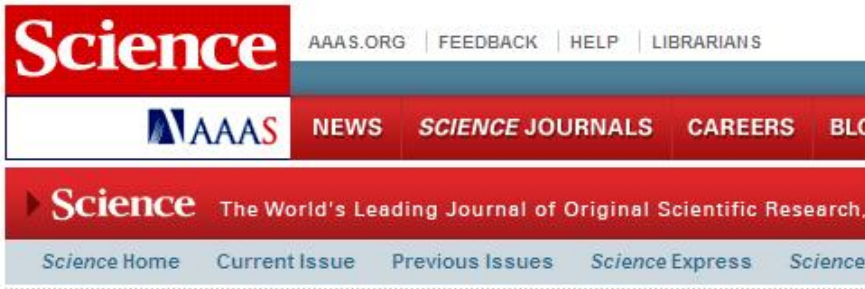 Science
AAAS.ORG | FEEDBACK | HELP | LIBRARIANS
AAAS
NEWS SCIENCE JOURNALS CAREERS
Science The World's Leading Journal of Original Scientific Research,
Science Home Current Issue Previous Issues Science Express Science